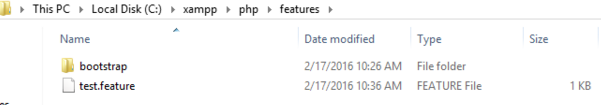 This PC Local Disk (C:) xampp php features
Name Date modified Type Size
bootstrap 2/17/2016 10:26 AM File folder
test.feature 2/17/2016 10:36 AM FEATURE File 1 KB